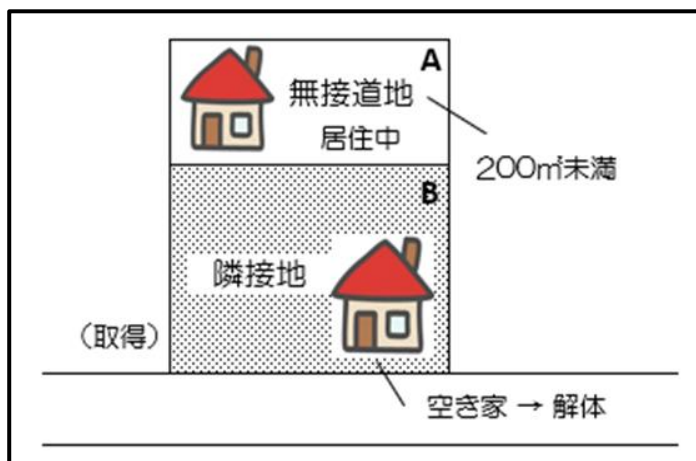 A
無接道地
居住中
200㎡未満
B
隣接地
（取得）
空き家 → 解体